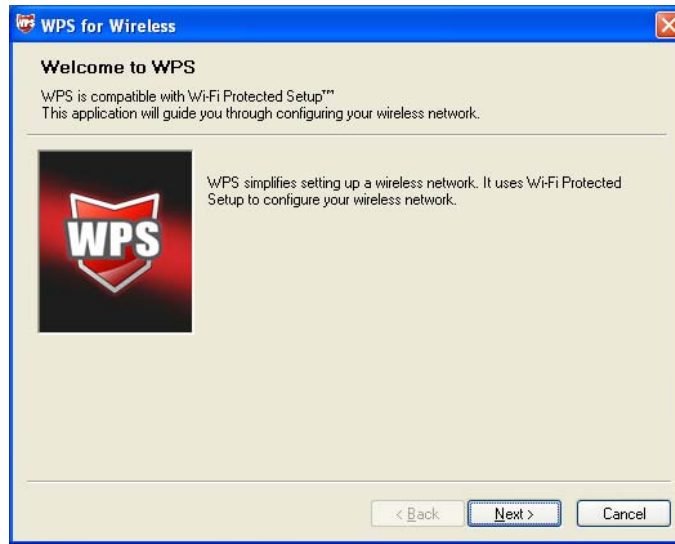 WPS for Wireless
Welcome to WPS
WPS is compatible with Wi-Fi Protected Setup™
This application will guide you through configuring your wireless network.
WPS
WPS simplifies setting up a wireless network. It uses Wi-Fi Protected
Setup to configure your wireless network.
< Back
Next >
Cancel